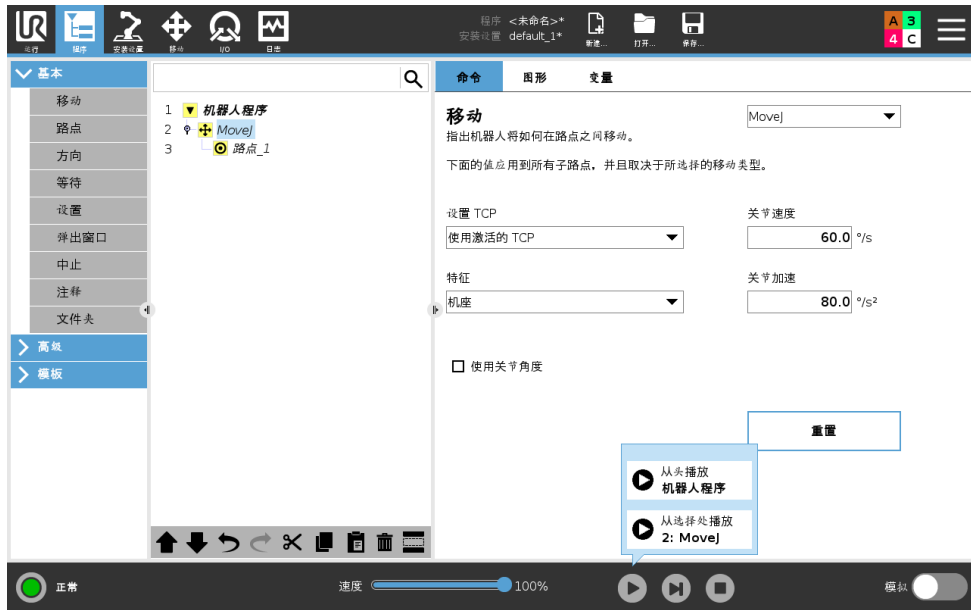 UR
运行
程序
安装设置
移动
I/O
日志
程序 <未命名>*
安装设置 default_1*
新建...
打开...
保存...
A 3
4 C
基本
移动
路点
方向
等待
设置
弹出窗口
中止
注释
文件夹
高级
模板
1 机器人程序
2 MoveJ
3 路点_1
命令 图形 变量
移动
MoveJ
指出机器人将如何在路点之间移动。
下面的值应用到所有子路点，并且取决于所选择的移动类型。
设置 TCP
关节速度
使用激活的 TCP
60.0 °/s
特征
关节加速
机座
80.0 °/s²
使用关节角度
重置
从头播放
机器人程序
从选择处播放
2: MoveJ
正常
速度 100%
模拟